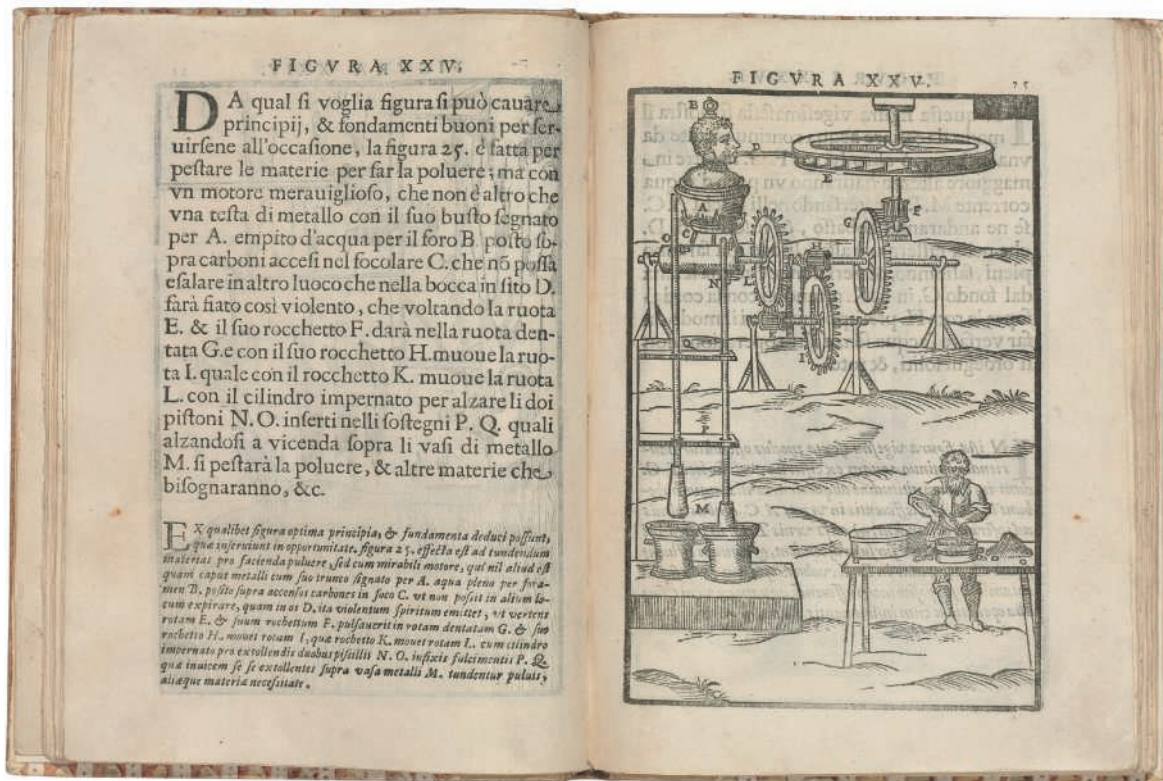 FIGVRA XXV.
DA qual si voglia figura si può cauare
principij, & fondamenti buoni per ser-
uirsene all'occasione, la figura 25. è fatta per
pestare le materie per far la poluere; ma con
vn motore merauiglioso, che non è altro che
vna testa di metallo con il suo busto segnato
per A. empito d'acqua per il foro B. posto so-
pra carboni accesi nel focolare C. che nõ possa
esalare in altro luoco che nella bocca in sito D.
farà fiato così violento, che voltando la ruota
E. & il suo rocchetto F. darà nella ruota den-
tata G. e con il suo rocchetto H. muoue la ruo-
ta I. quale con il rocchetto K. muoue la ruota
L. con il cilindro impernato per alzare li doi
pistoni N. O. inserti nelli sostegni P. Q. quali
alzandosi a vicenda sopra li vasi di metallo
M. si pestarà la poluere, & altre materie che
bisognaranno, &c.
EX qualibet figura optima principia, & fundamenta deduci possunt,
quæ inseruiunt in opportunitate. figura 25. effecta est ad tundendum
materias pro facienda puluere, sed cum mirabili motore, qui nil aliud est
quam caput metalli cum suo trunco signato per A. aqua pleno per fora-
men B. posito supra accensos carbones in foco C. vt non possit in alium lo-
cum expirare, quam in os D. ita violentum spiritum emittet, vt vertens
rotam E. & suum rochettum F. pulsauerit in rotam dentatam G. & suo
rochetto H. mouet rotam I, quæ rochetto K. mouet rotam L. cum cilindro
impernato pro extollendis duobus pistillis N. O. infixis fulcimentis P. Q.
quæ inuicem se se extollentes supra vasa metalli M. tundentur puluis,
aliæque materiæ necessitate.
FIGVRA XXV.
25
B
D
E
A
C
F
G
O
H
N
L
K
I
Q
P
M